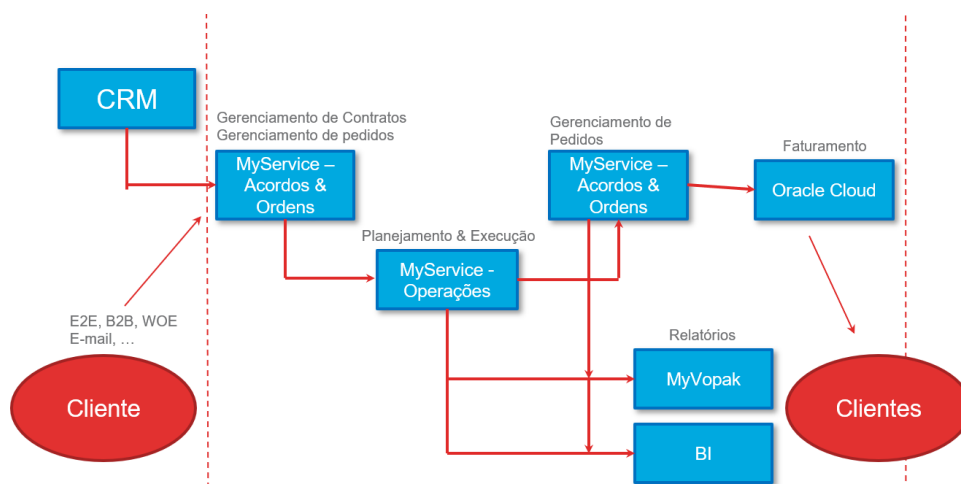 CRM
Gerenciamento de Contratos
Gerenciamento de pedidos
MyService –
Acordos &
Ordens
Gerenciamento de
Pedidos
MyService –
Acordos &
Ordens
Faturamento
Oracle Cloud
Planejamento & Execução
MyService -
Operações
E2E, B2B, WOE
E-mail, ...
Cliente
Relatórios
MyVopak
BI
Clientes